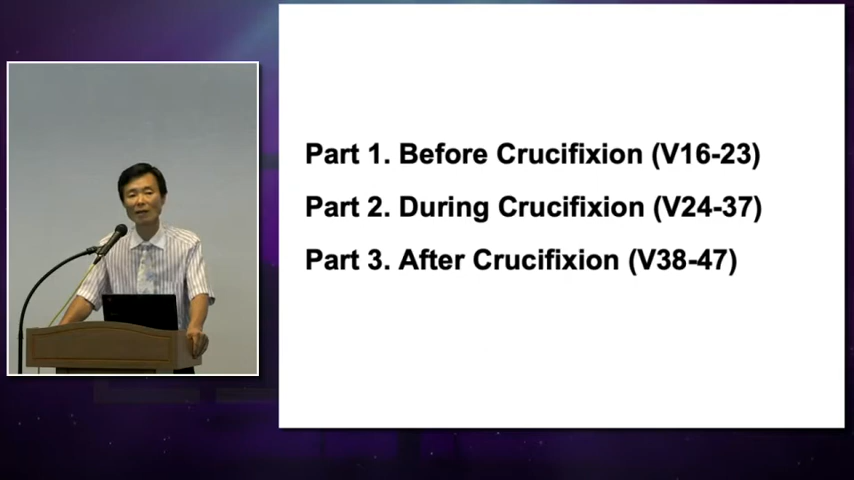 Part 1. Before Crucifixion (V16-23)
Part 2. During Crucifixion (V24-37)
Part 3. After Crucifixion (V38-47)